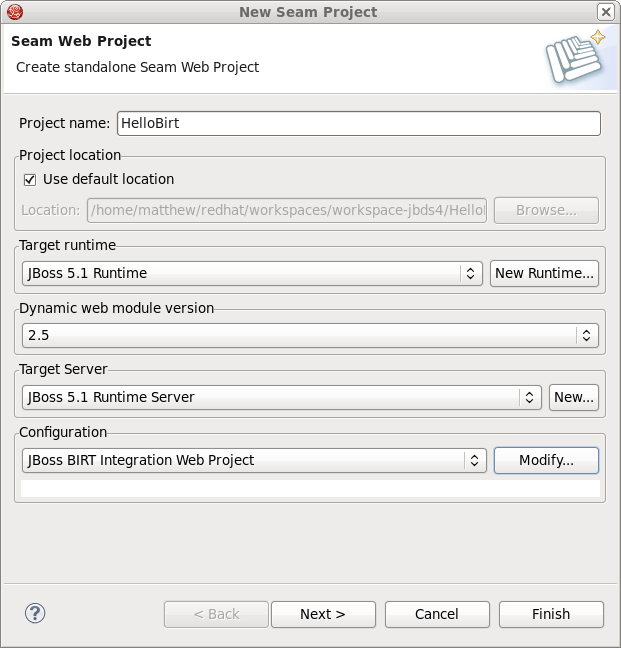 New Seam Project
Seam Web Project
Create standalone Seam Web Project
Project name: HelloBirt
Project location
Use default location
Location: /home/matthew/redhat/workspaces/workspace-jbds4/Hello Browse...
Target runtime
JBoss 5.1 Runtime New Runtime...
Dynamic web module version
2.5
Target Server
JBoss 5.1 Runtime Server New...
Configuration
JBoss BIRT Integration Web Project Modify...
? < Back Next > Cancel Finish